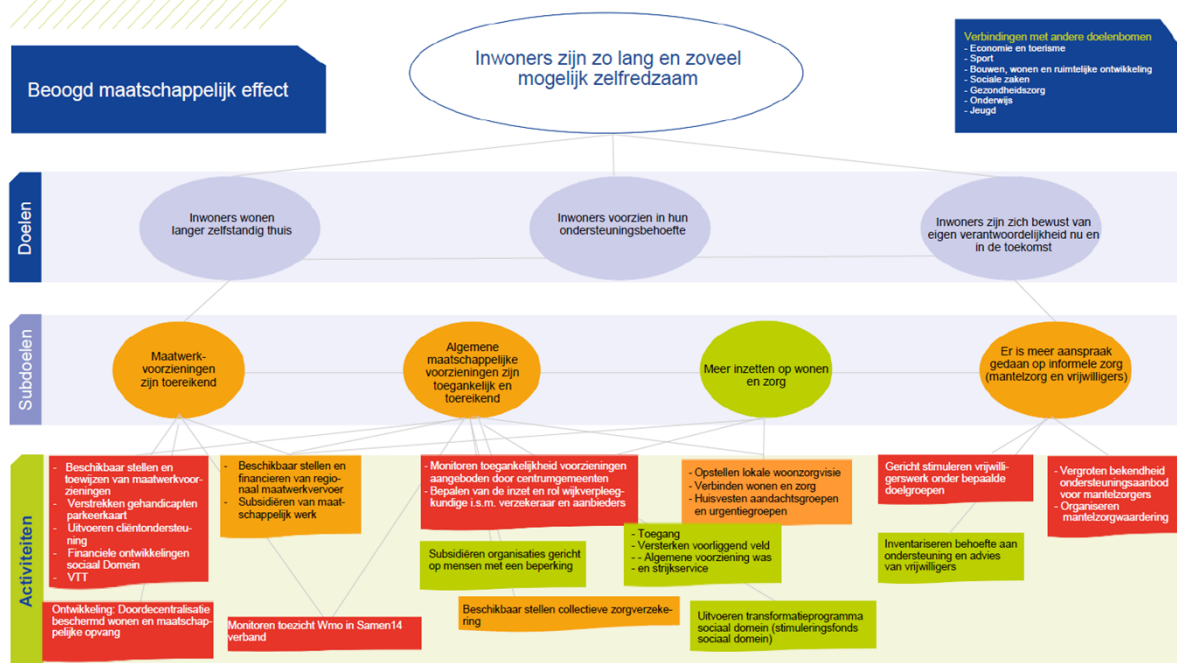 Beoogd maatschappelijk effect
Inwoners zijn zo lang en zoveel
mogelijk zelfredzaam
Verbindingen met andere doelenbomen
- Economie en toerisme
- Sport
- Bouwen, wonen en ruimtelijke ontwikkeling
- Sociale zaken
- Gezondheidszorg
- Onderwijs
- Jeugd
Doelen
Inwoners wonen
langer zelfstandig thuis
Inwoners voorzien in hun
ondersteuningsbehoefte
Inwoners zijn zich bewust van
eigen verantwoordelijkheid nu en
in de toekomst
Subdoelen
Maatwerk-
voorzieningen
zijn toereikend
Algemene
maatschappelijke
voorzieningen zijn
toegankelijk en
toereikend
Meer inzetten op wonen
en zorg
Er is meer aanspraak
gedaan op informele zorg
(mantelzorg en vrijwilligers)
Activiteiten
- Beschikbaar stellen en
toewijzen van maatwerkvoor-
zieningen
- Verstrekken gehandicapten
parkeerkaart
- Uitvoeren cliëntondersteu-
ning
- Financiele ontwikkelingen
sociaal Domein
- VTT
- Beschikbaar stellen en
financieren van regio-
naal maatwerkvervoer
- Subsidiëren van maat-
schappelijk werk
- Monitoren toegankelijkheid voorzieningen
aangeboden door centrumgemeenten
- Bepalen van de inzet en rol wijkverpleeg-
kundige i.s.m. verzekeraar en aanbieders
- Opstellen lokale woonzorgvisie
- Verbinden wonen en zorg
- Huisvesten aandachtsgroepen
en urgentiegroepen
Gericht stimuleren vrijwilli-
gerswerk onder bepaalde
doelgroepen
- Vergroten bekendheid
ondersteuningsaanbod
voor mantelzorgers
- Organiseren
mantelzorgwaardering
Subsidiëren organisaties gericht
op mensen met een beperking
- Toegang
- Versterken voorliggend veld
- - Algemene voorziening was
- en strijkservice
Inventariseren behoefte aan
ondersteuning en advies
van vrijwilligers
Ontwikkeling: Doordecentralisatie
beschermd wonen en maatschap-
pelijke opvang
Monitoren toezicht Wmo in Samen14
verband
Beschikbaar stellen collectieve zorgverzeke-
ring
Uitvoeren transformatieprogramma
sociaal domein (stimuleringsfonds
sociaal domein)